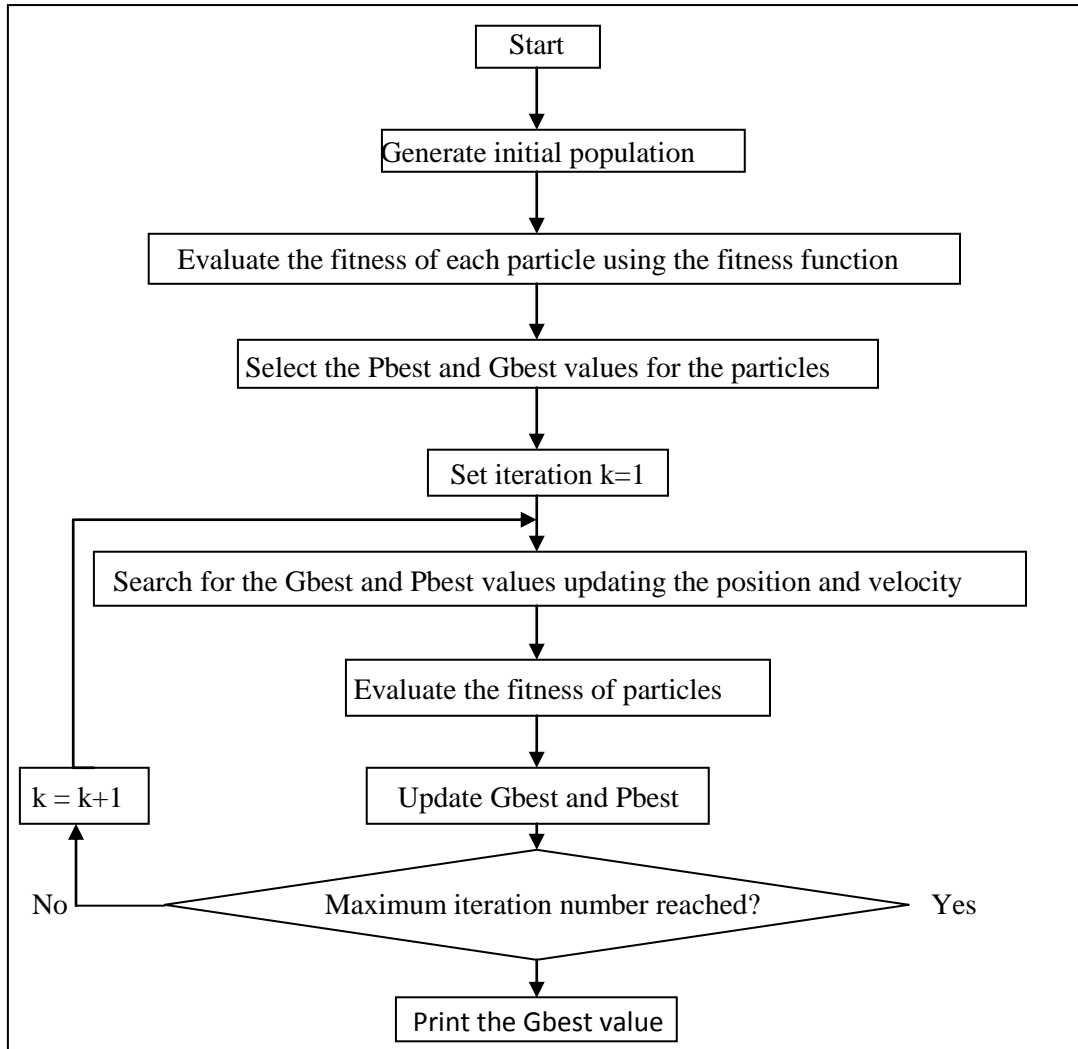 Start
Generate initial population
Evaluate the fitness of each particle using the fitness function
Select the Pbest and Gbest values for the particles
Set iteration k=1
Search for the Gbest and Pbest values updating the position and velocity
Evaluate the fitness of particles
k = k+1
Update Gbest and Pbest
No
Maximum iteration number reached?
Yes
Print the Gbest value